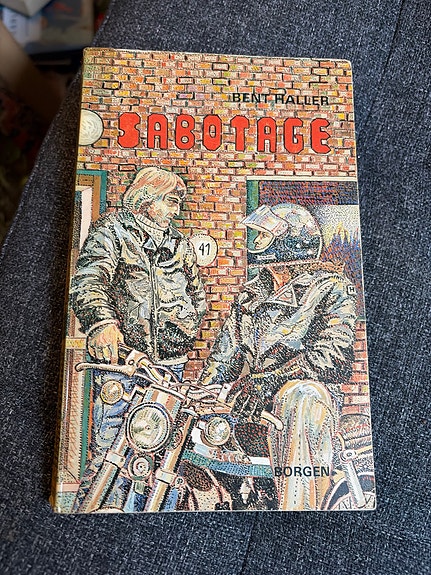 BENT HALLER
SABOTAGE
41
BORGEN